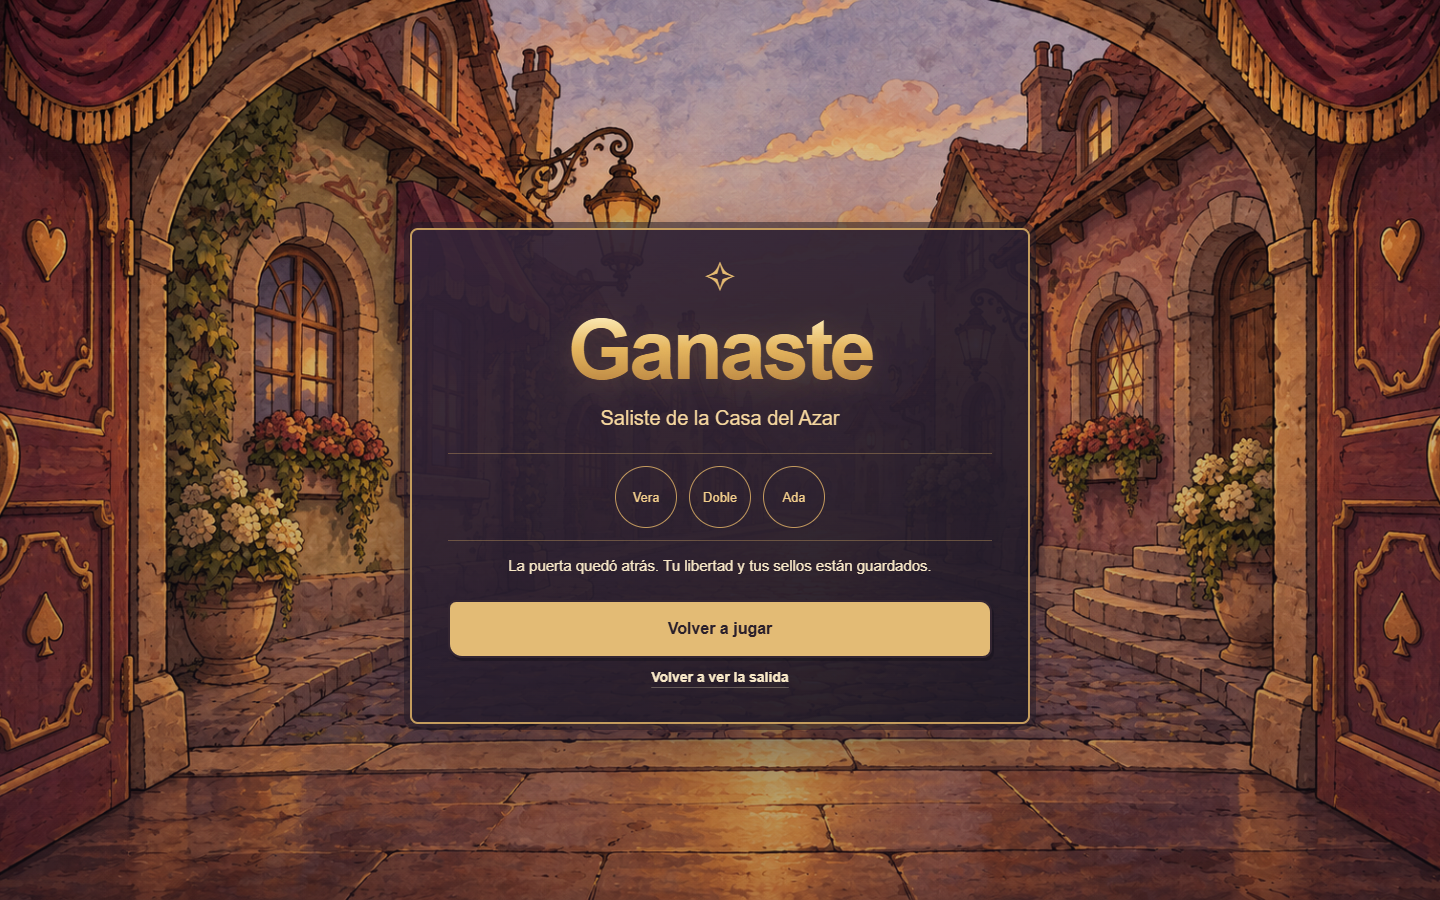 Ganaste
Saliste de la Casa del Azar
Vera Doble Ada
La puerta quedó atrás. Tu libertad y tus sellos están guardados.
Volver a jugar
Volver a ver la salida